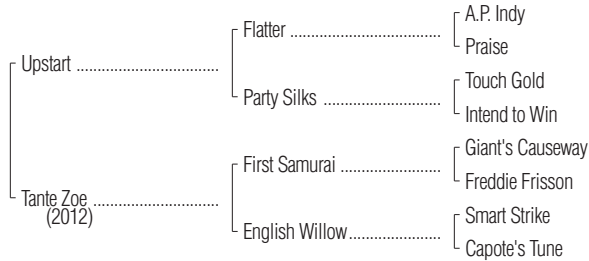 A.P. Indy
Flatter ..............................
Praise
Upstart ............................
Touch Gold
Party Silks .......................
Intend to Win
Giant's Causeway
First Samurai ...................
Freddie Frisson
Tante Zoe ........................
(2012)
Smart Strike
English Willow..................
Capote's Tune